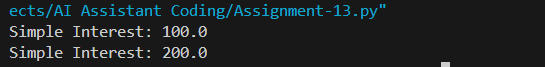 ects/AI Assistant Coding/Assignment-13.py"
Simple Interest: 100.0
Simple Interest: 200.0